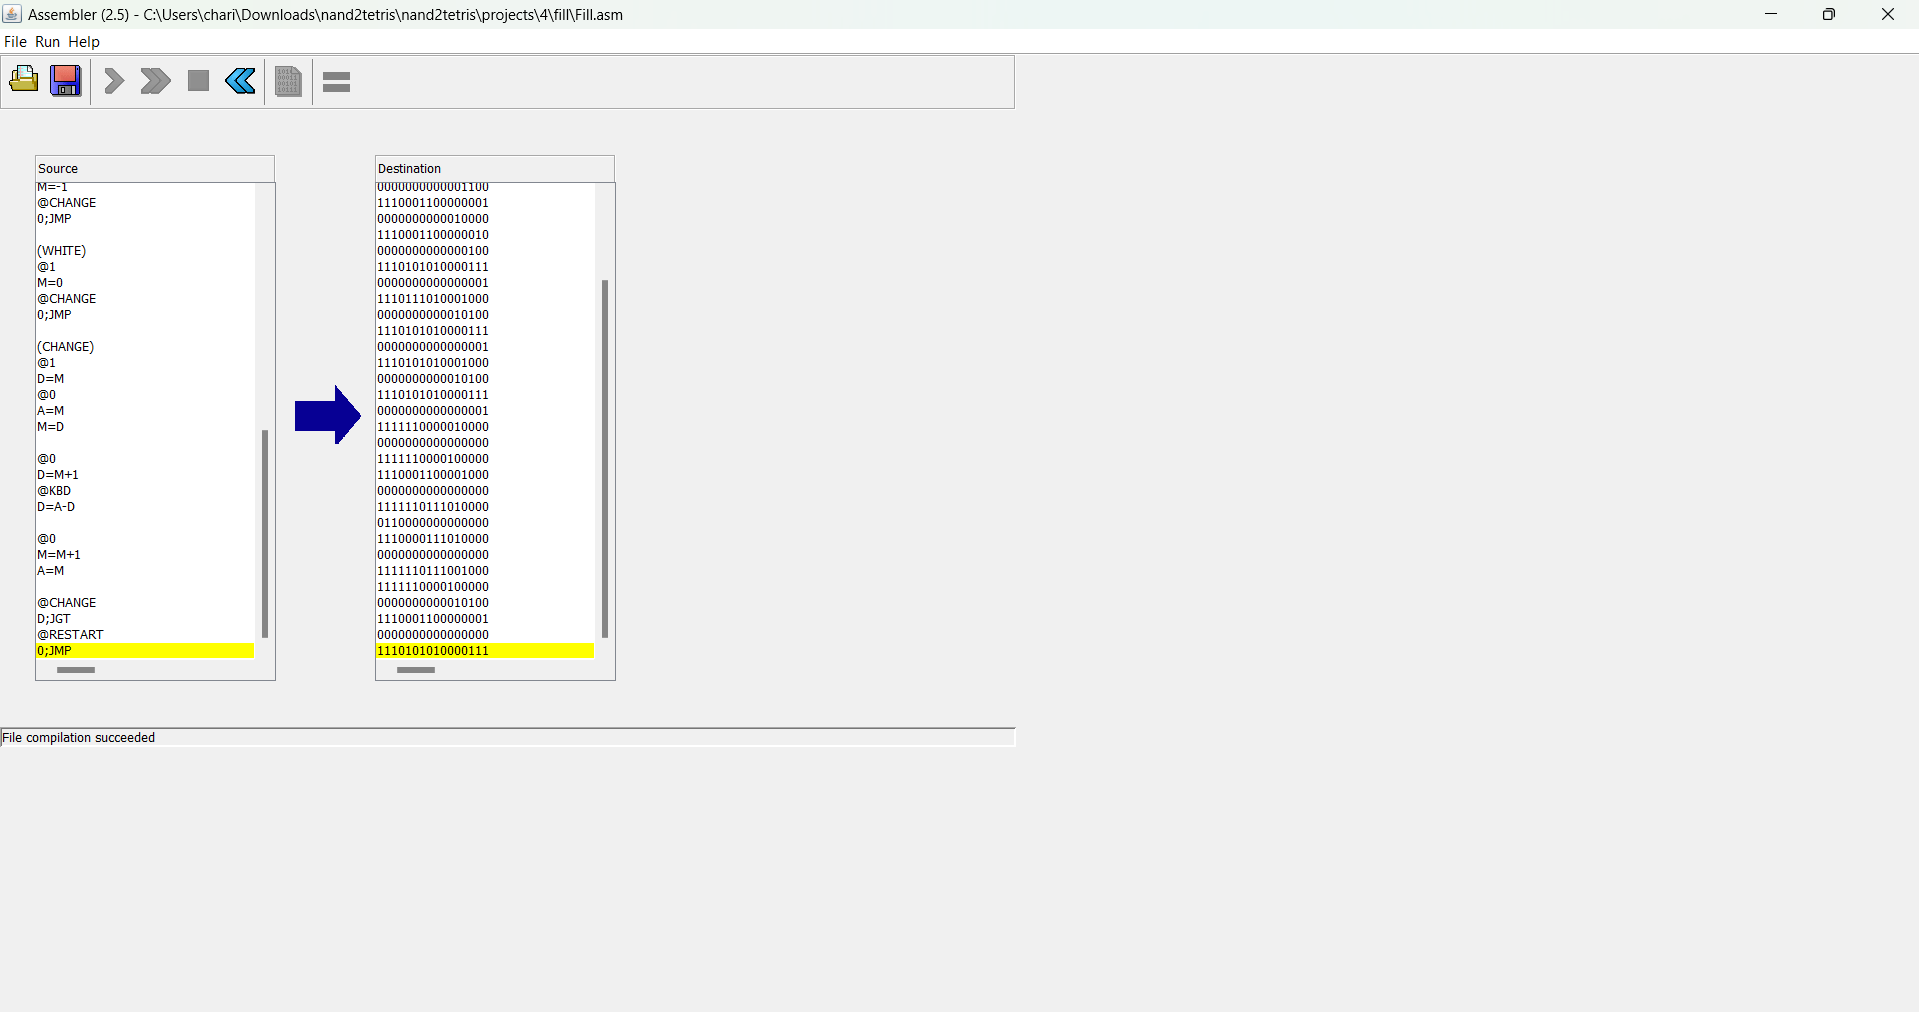 Assembler (2.5) - C:\Users\chari\Downloads\nand2tetris\nand2tetris\projects\4\fill\Fill.asm
File Run Help
Source
M=-1
@CHANGE
0;JMP
(WHITE)
@1
M=0
@CHANGE
0;JMP
(CHANGE)
@1
D=M
@0
A=M
M=D
@0
D=M+1
@KBD
D=A-D
@0
M=M+1
A=M
@CHANGE
D;JGT
@RESTART
0;JMP
Destination
0000000000001100
1110001100000001
0000000000010000
1110001100000010
0000000000000100
1110101010000111
0000000000000001
1110111010001000
0000000000010100
1110101010000111
0000000000000001
1110101010001000
0000000000010100
1110101010000111
0000000000000001
1111110000010000
0000000000000000
1111110000100000
1110001100001000
0000000000000000
1111110111010000
0110000000000000
1110000111010000
0000000000000000
1111110111001000
1111110000100000
0000000000010100
1110001100000001
0000000000000000
1110101010000111
File compilation succeeded